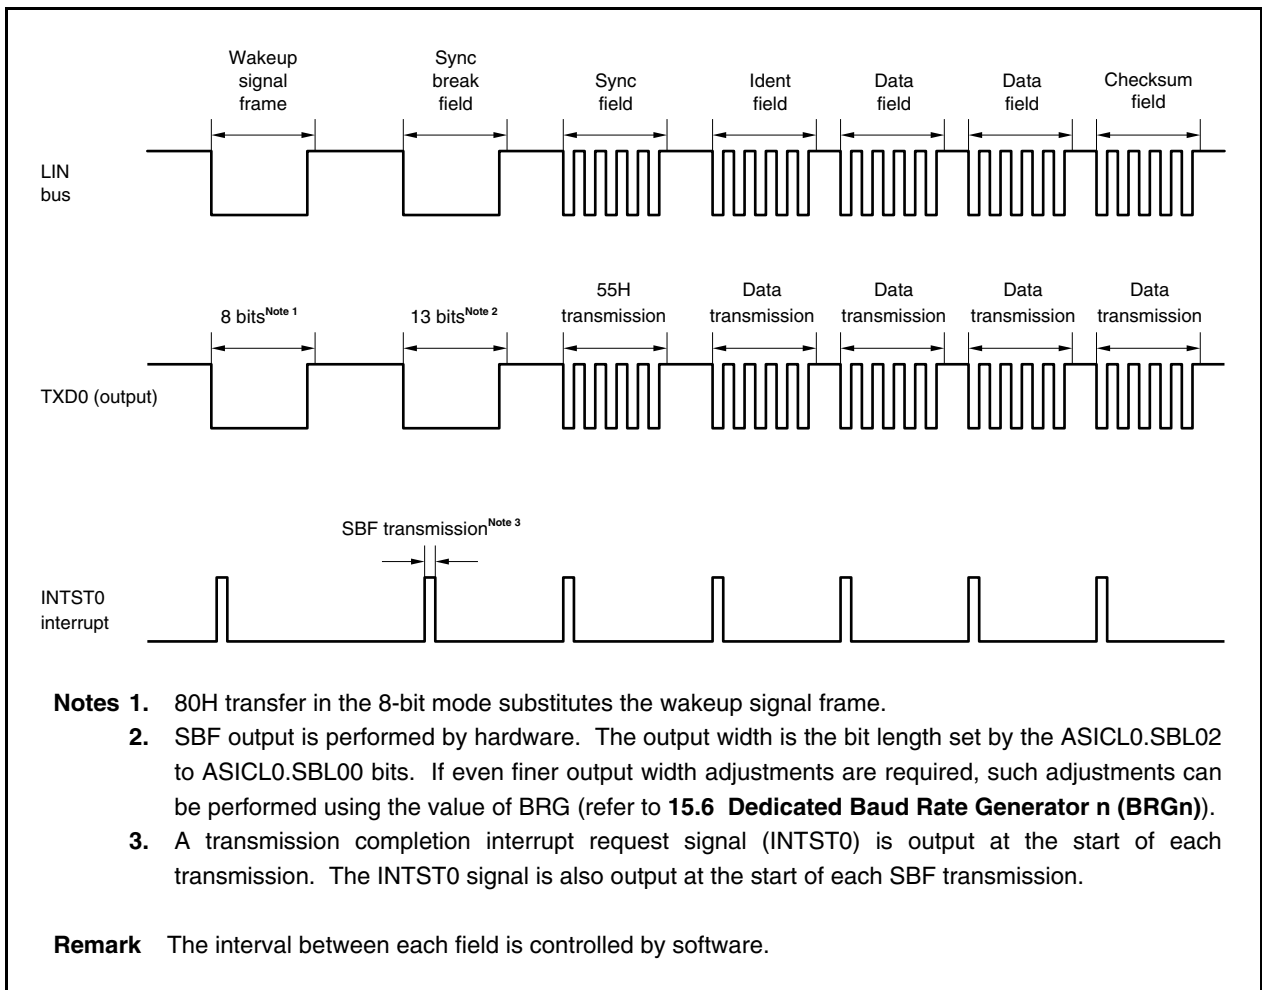 Wakeup
signal
frame
Sync
break
field
Sync
field
Ident
field
Data
field
Data
field
Checksum
field
LIN
bus
8 bits Note 1
13 bits Note 2
55H
transmission
Data
transmission
Data
transmission
Data
transmission
Data
transmission
TXD0 (output)
SBF transmission Note 3
INTST0
interrupt
Notes 1. 80H transfer in the 8-bit mode substitutes the wakeup signal frame.
2. SBF output is performed by hardware. The output width is the bit length set by the ASICL0.SBL02
to ASICL0.SBL00 bits. If even finer output width adjustments are required, such adjustments can
be performed using the value of BRG (refer to 15.6 Dedicated Baud Rate Generator n (BRGn)).
3. A transmission completion interrupt request signal (INTST0) is output at the start of each
transmission. The INTST0 signal is also output at the start of each SBF transmission.
Remark The interval between each field is controlled by software.